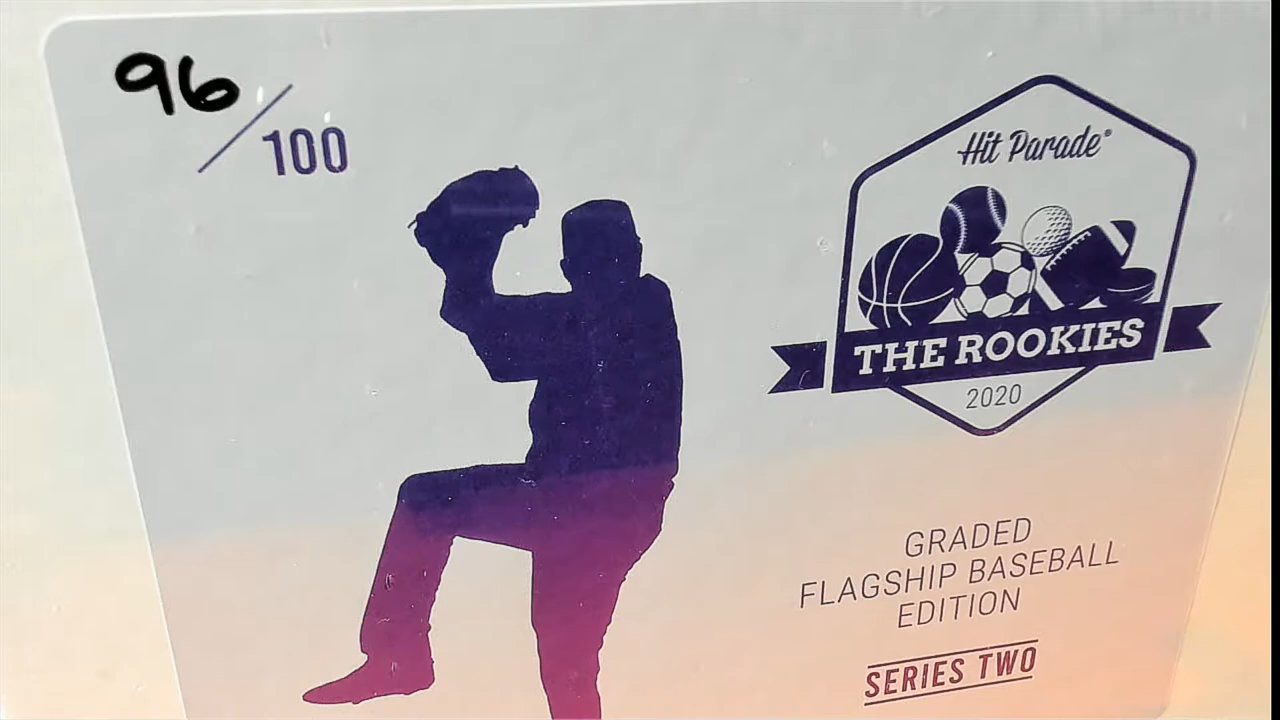 96
/100
Hit Parade®
THE ROOKIES
2020
GRADED
FLAGSHIP BASEBALL
EDITION
SERIES TWO